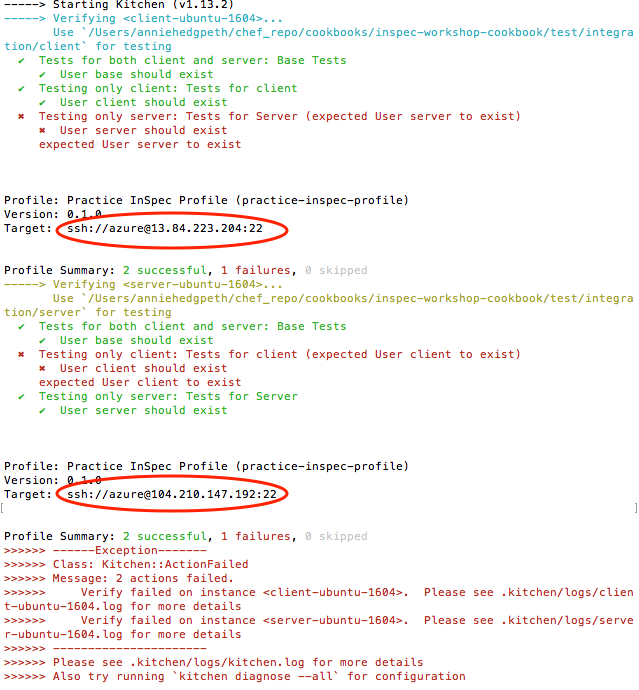 -----> Starting Kitchen (v1.13.2)
-----> Verifying <client-ubuntu-1604>...
Use `/Users/anniehedgpeth/chef_repo/cookbooks/inspec-workshop-cookbook/test/integra
tion/client` for testing
✔ Tests for both client and server: Base Tests
✔ User base should exist
✔ Testing only client: Tests for client
✔ User client should exist
✖ Testing only server: Tests for Server (expected User server to exist)
✖ User server should exist
expected User server to exist
Profile: Practice InSpec Profile (practice-inspec-profile)
Version: 0.1.0
Target: ssh://azure@13.84.223.204:22
Profile Summary: 2 successful, 1 failures, 0 skipped
-----> Verifying <server-ubuntu-1604>...
Use `/Users/anniehedgpeth/chef_repo/cookbooks/inspec-workshop-cookbook/test/integra
tion/server` for testing
✔ Tests for both client and server: Base Tests
✔ User base should exist
✖ Testing only client: Tests for client (expected User client to exist)
✖ User client should exist
expected User client to exist
✔ Testing only server: Tests for Server
✔ User server should exist
Profile: Practice InSpec Profile (practice-inspec-profile)
Version: 0.1.0
Target: ssh://azure@104.210.147.192:22
[ ]
Profile Summary: 2 successful, 1 failures, 0 skipped
>>>>>> ------Exception-------
>>>>>> Class: Kitchen::ActionFailed
>>>>>> Message: 2 actions failed.
>>>>>> Verify failed on instance <client-ubuntu-1604>. Please see .kitchen/logs/clien
t-ubuntu-1604.log for more details
>>>>>> Verify failed on instance <server-ubuntu-1604>. Please see .kitchen/logs/serve
r-ubuntu-1604.log for more details
>>>>>> ----------------------
>>>>>> Please see .kitchen/logs/kitchen.log for more details
>>>>>> Also try running `kitchen diagnose --all` for configuration